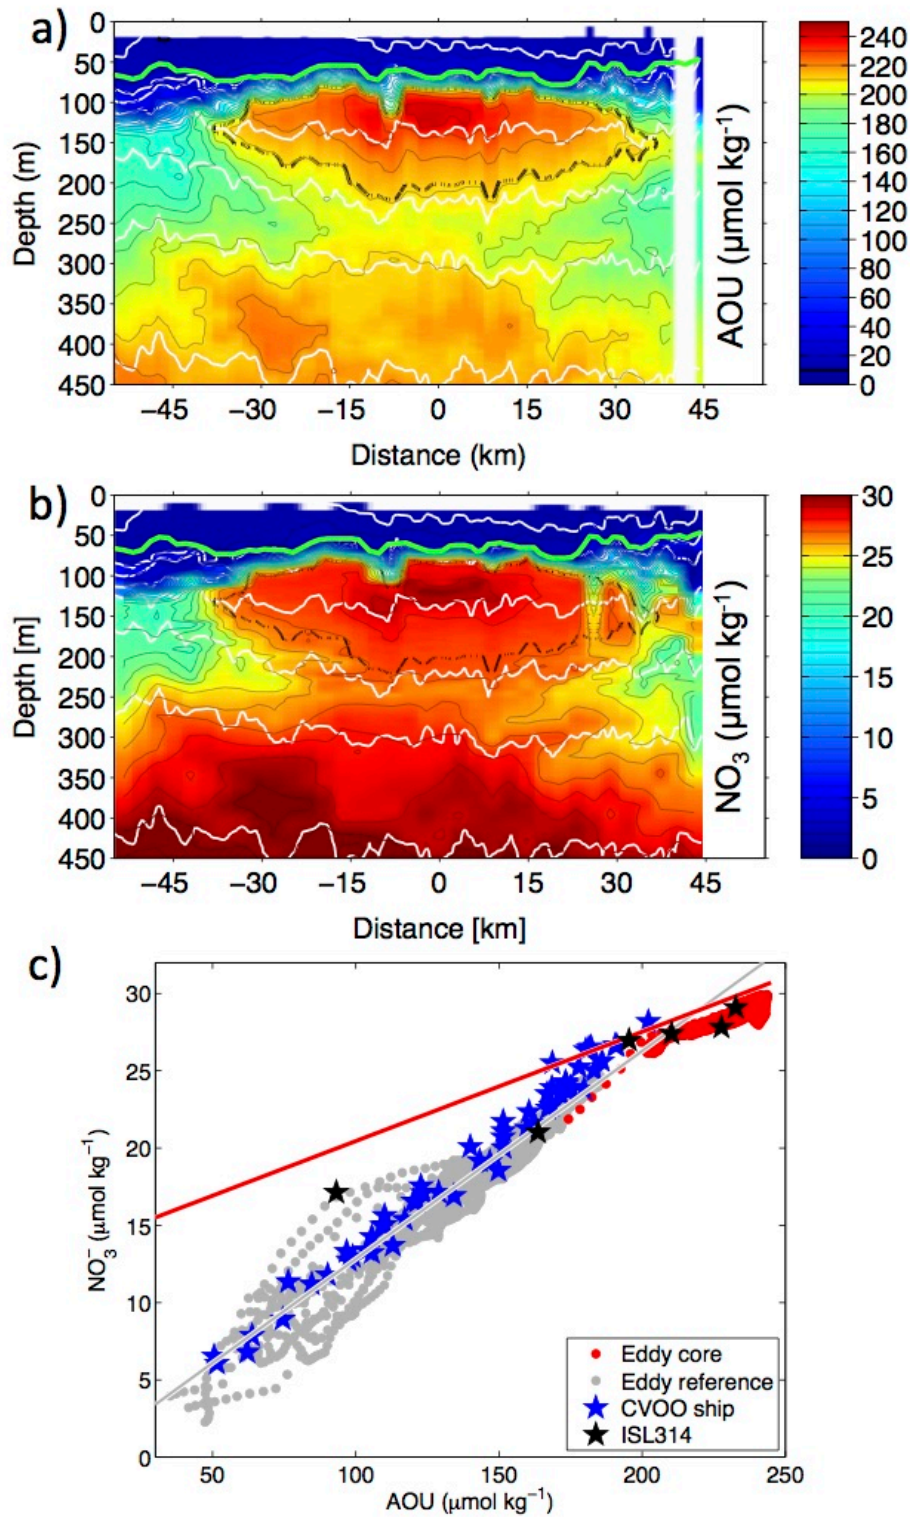 a)
0
50
100
150
200
250
300
350
400
450
Depth (m)
−45 −30 −15 0 15 30 45
Distance (km)
AOU (µmol kg⁻¹)
240
220
200
180
160
140
120
100
80
60
40
20
0
b)
0
50
100
150
200
250
300
350
400
450
Depth [m]
−45 −30 −15 0 15 30 45
Distance [km]
NO₃ (µmol kg⁻¹)
30
25
20
15
10
5
0
c)
30
25
20
15
10
5
0
NO₃⁻ (µmol kg⁻¹)
50 100 150 200 250
AOU (µmol kg⁻¹)
Eddy core
Eddy reference
CVOO ship
ISL314